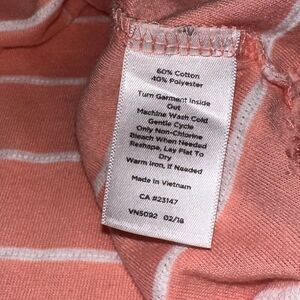 60% Cotton
40% Polyester
Turn Garment Inside
Out
Machine Wash Cold
Gentle Cycle
Only Non-Chlorine
Bleach When Needed
Reshape, Lay Flat To
Dry
Warm Iron, If Needed
Made in Vietnam
CA #23147
VN5092 02/18